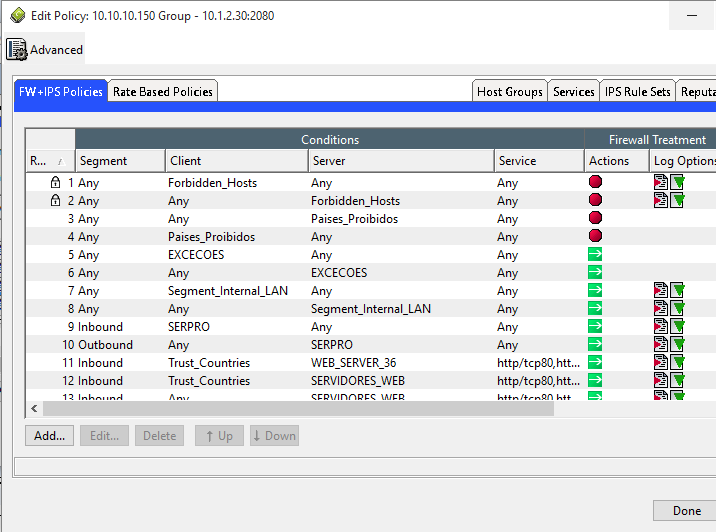 Edit Policy: 10.10.10.150 Group - 10.1.2.30:2080
Advanced
FW+IPS Policies Rate Based Policies Host Groups Services IPS Rule Sets Reputa
Conditions Firewall Treatment
R... Segment Client Server Service Actions Log Options
1 Any Forbidden_Hosts Any Any
2 Any Any Forbidden_Hosts Any
3 Any Any Paises_Proibidos Any
4 Any Paises_Proibidos Any Any
5 Any EXCECOES Any Any
6 Any Any EXCECOES Any
7 Any Segment_Internal_LAN Any Any
8 Any Any Segment_Internal_LAN Any
9 Inbound SERPRO Any Any
10 Outbound Any SERPRO Any
11 Inbound Trust_Countries WEB_SERVER_36 http/tcp80,htt...
12 Inbound Trust_Countries SERVIDORES_WEB http/tcp80,htt...
13 Inbound Any SERVIDORES_WEB http/tcp80,htt...
Add... Edit... Delete Up Down
Done